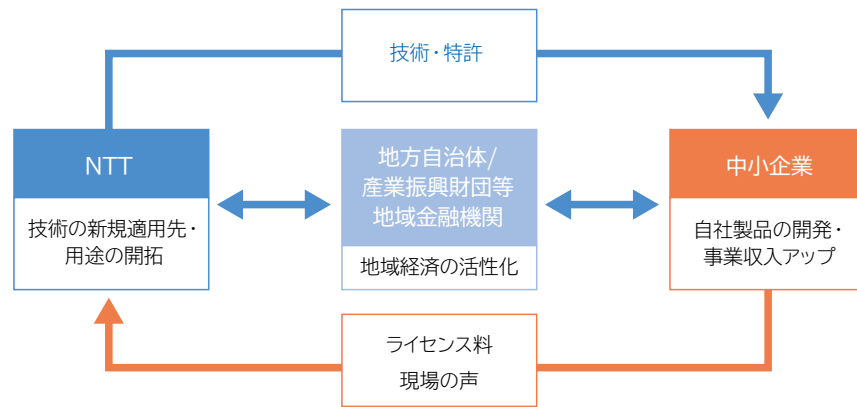 技術・特許
NTT
技術の新規適用先・
用途の開拓
地方自治体/
産業振興財団等
地域金融機関
地域経済の活性化
中小企業
自社製品の開発・
事業収入アップ
ライセンス料
現場の声